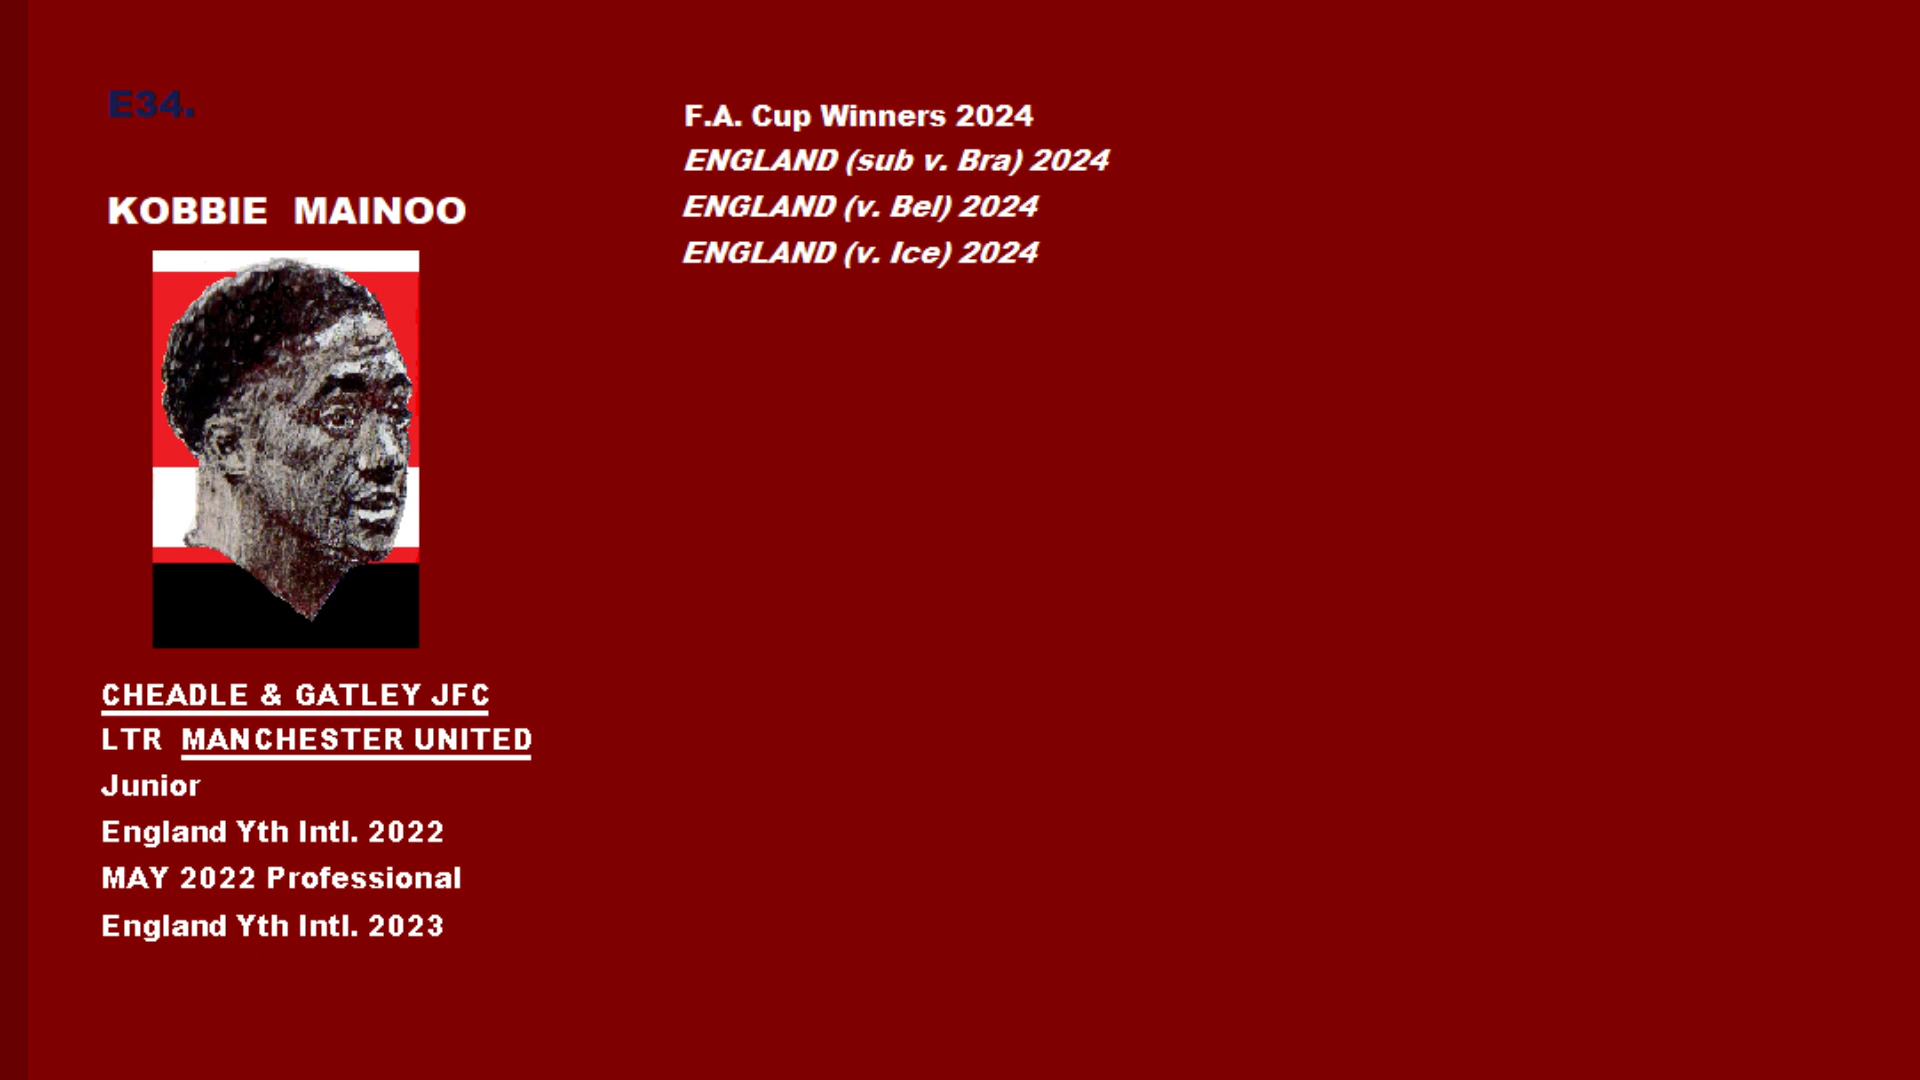 E34.
KOBBIE MAINOO
CHEADLE & GATLEY JFC
LTR MANCHESTER UNITED
Junior
England Yth Intl. 2022
MAY 2022 Professional
England Yth Intl. 2023
F.A. Cup Winners 2024
ENGLAND (sub v. Bra) 2024
ENGLAND (v. Bel) 2024
ENGLAND (v. Ice) 2024